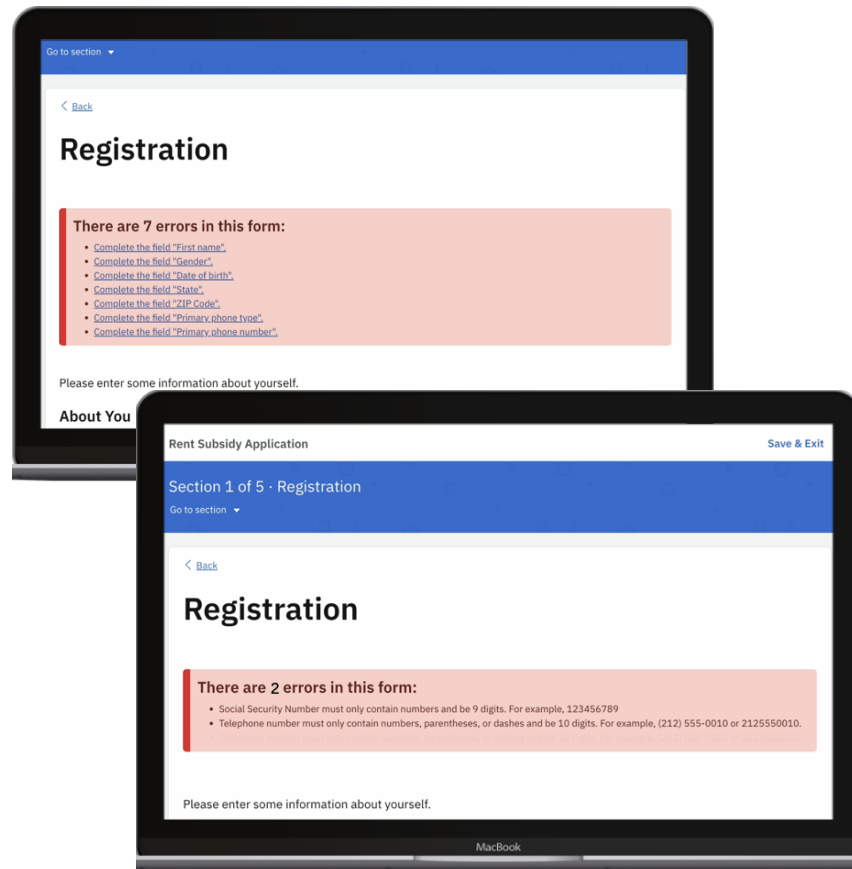 Go to section
Back
Registration
There are 7 errors in this form:
• Complete the field "First name".
• Complete the field "Gender".
• Complete the field "Date of birth".
• Complete the field "State".
• Complete the field "ZIP Code".
• Complete the field "Primary phone type".
• Complete the field "Primary phone number".
Please enter some information about yourself.
About You
Rent Subsidy Application
Save & Exit
Section 1 of 5 · Registration
Go to section
Back
Registration
There are 2 errors in this form:
• Social Security Number must only contain numbers and be 9 digits. For example, 123456789
• Telephone number must only contain numbers, parentheses, or dashes and be 10 digits. For example, (212) 555-0010 or 2125550010.
Please enter some information about yourself.
MacBook